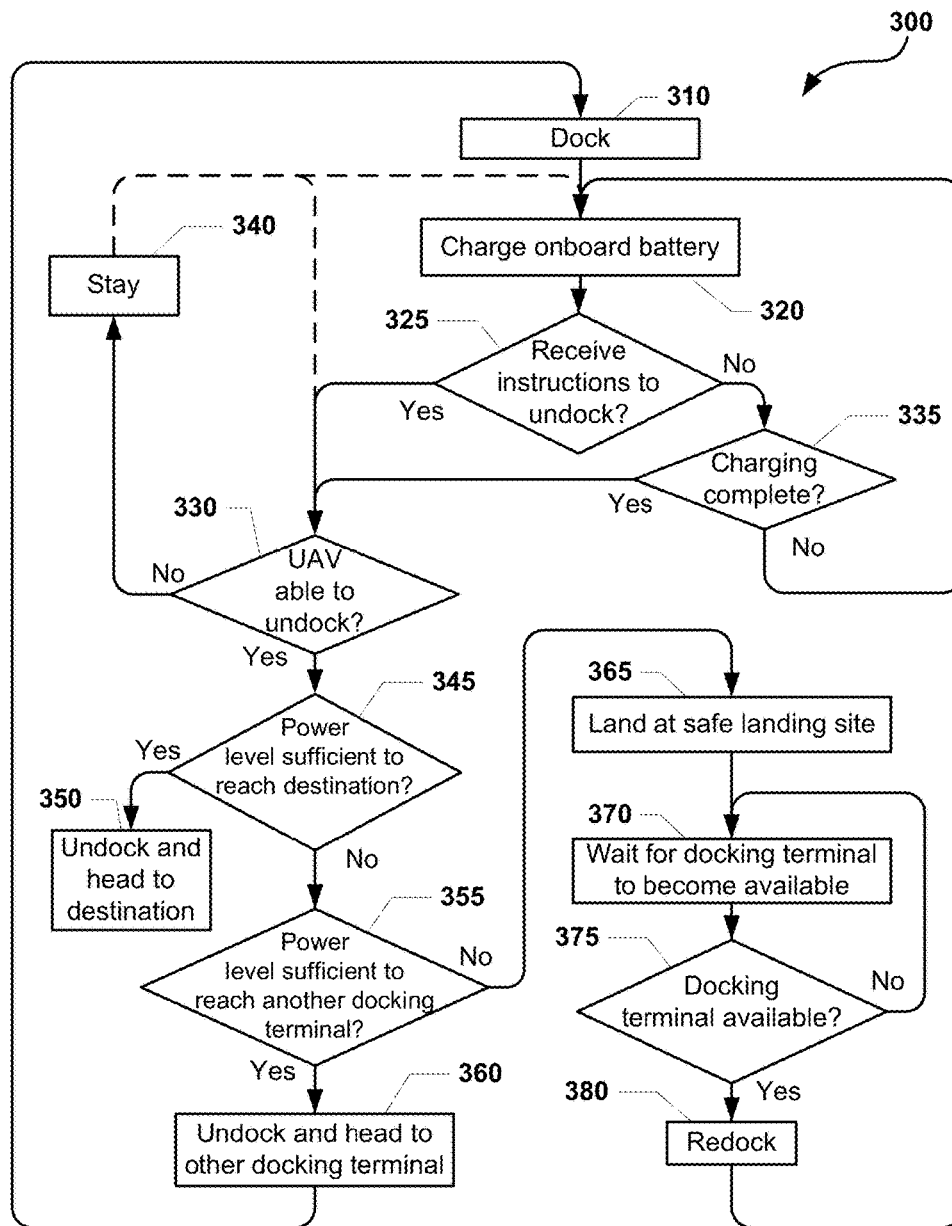 300
310
Dock
340
Stay
Charge onboard battery
320
325
Receive
instructions to
undock?
No
Yes
335
Charging
complete?
Yes
No
330
UAV
able to
undock?
No
Yes
345
Power
level sufficient to
reach destination?
Yes
No
350
Undock and
head to
destination
355
Power
level sufficient to
reach another docking
terminal?
No
Yes
360
Undock and head to
other docking terminal
365
Land at safe landing site
370
Wait for docking terminal
to become available
375
Docking
terminal available?
No
Yes
380
Redock